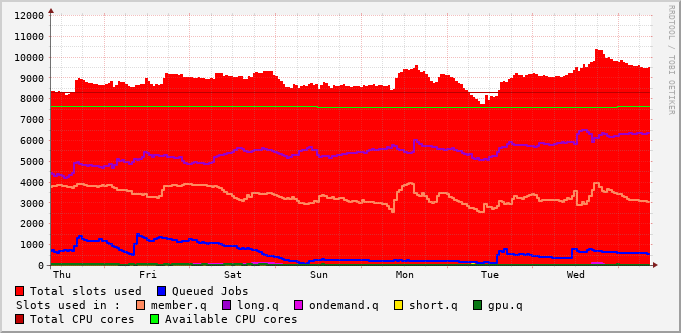 12000
11000
10000
9000
8000
7000
6000
5000
4000
3000
2000
1000
0
Thu Fri Sat Sun Mon Tue Wed
RRDTOOL / TOBI OETIKER
Total slots used Queued Jobs
Slots used in : member.q long.q ondemand.q short.q gpu.q
Total CPU cores Available CPU cores